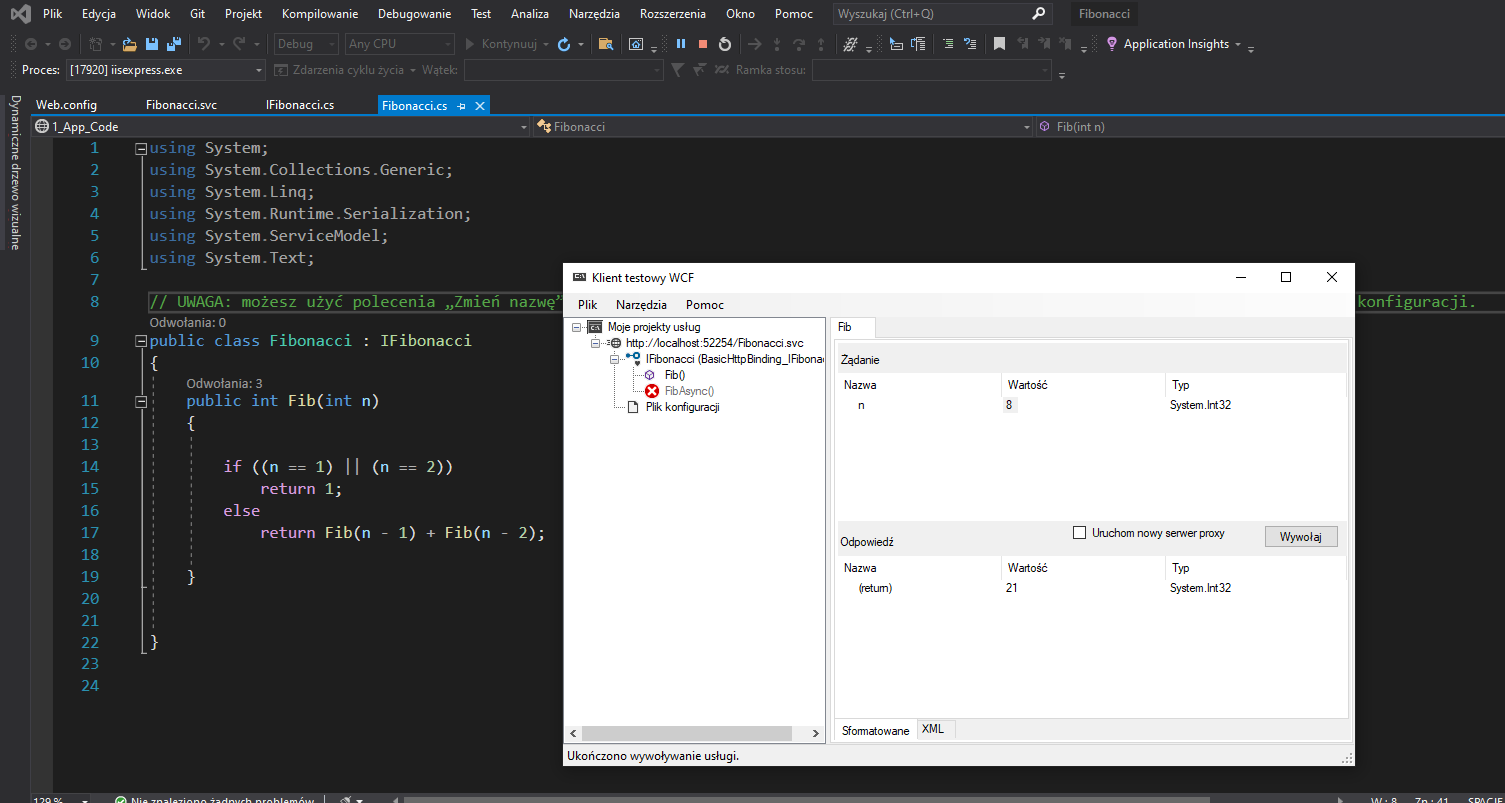 Plik Edycja Widok Git Projekt Kompilowanie Debugowanie Test Analiza Narzędzia Rozszerzenia Okno Pomoc Wyszukaj (Ctrl+Q) Fibonacci
Debug Any CPU Kontynuuj Application Insights
Proces: [17920] iisexpress.exe Zdarzenia cyklu życia Wątek: Ramka stosu:
Dynamiczne drzewo wizualne
Web.config Fibonacci.svc IFibonacci.cs Fibonacci.cs
1_App_Code Fibonacci Fib(int n)
1 using System;
2 using System.Collections.Generic;
3 using System.Linq;
4 using System.Runtime.Serialization;
5 using System.ServiceModel;
6 using System.Text;
7
8 // UWAGA: możesz użyć polecenia „Zmień nazwę” konfiguracji.
Odwołania: 0
9 public class Fibonacci : IFibonacci
10 {
Odwołania: 3
11 public int Fib(int n)
12 {
13
14 if ((n == 1) || (n == 2))
15 return 1;
16 else
17 return Fib(n - 1) + Fib(n - 2);
18
19 }
20
21
22 }
23
24
Klient testowy WCF
Plik Narzędzia Pomoc
Moje projekty usług
http://localhost:52254/Fibonacci.svc
IFibonacci (BasicHttpBinding_IFibona
Fib()
FibAsync()
Plik konfiguracji
Fib
Żądanie
Nazwa Wartość Typ
n 8 System.Int32
Odpowiedź Uruchom nowy serwer proxy Wywołaj
Nazwa Wartość Typ
(return) 21 System.Int32
Sformatowane XML
Ukończono wywoływanie usługi.
129 % Nie znaleziono żadnych problemów W.: 8 Zn.: 41 SPACJE